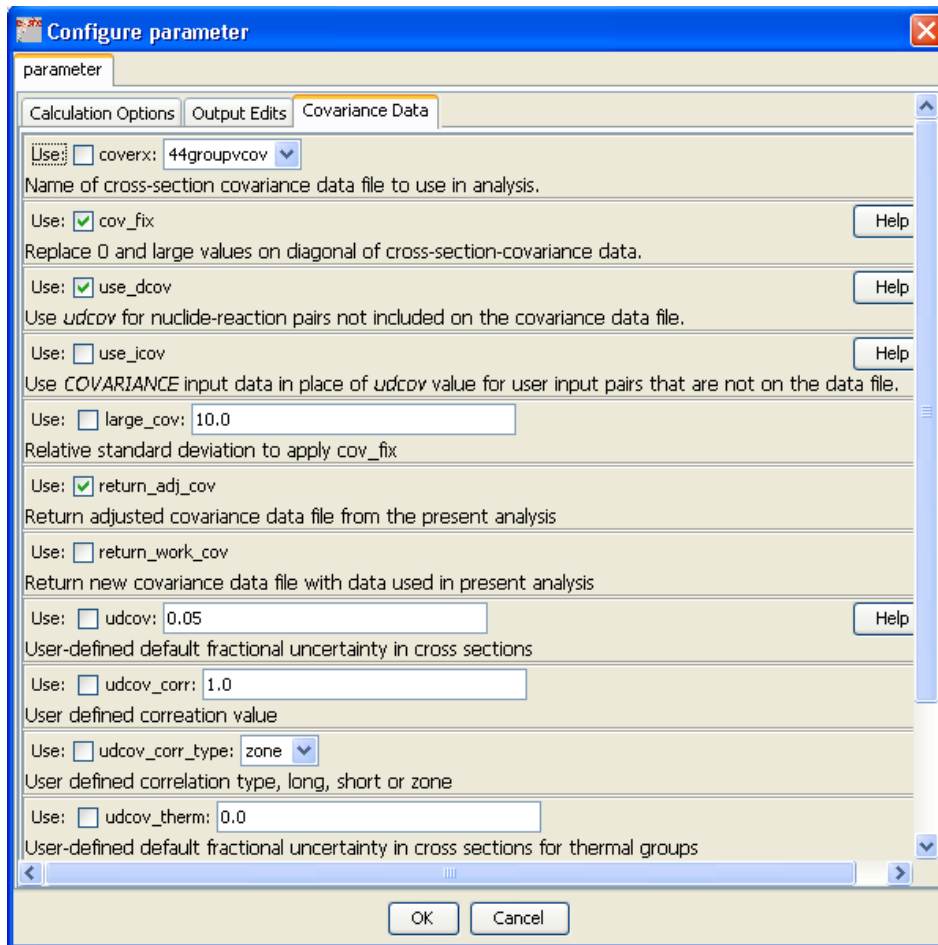 Configure parameter
parameter
Calculation Options Output Edits Covariance Data
Use: coverx: 44groupvcov
Name of cross-section covariance data file to use in analysis.
Use: cov_fix Help
Replace 0 and large values on diagonal of cross-section-covariance data.
Use: use_dcov Help
Use udcov for nuclide-reaction pairs not included on the covariance data file.
Use: use_icov Help
Use COVARIANCE input data in place of udcov value for user input pairs that are not on the data file.
Use: large_cov: 10.0
Relative standard deviation to apply cov_fix
Use: return_adj_cov
Return adjusted covariance data file from the present analysis
Use: return_work_cov
Return new covariance data file with data used in present analysis
Use: udcov: 0.05 Help
User-defined default fractional uncertainty in cross sections
Use: udcov_corr: 1.0
User defined correation value
Use: udcov_corr_type: zone
User defined correlation type, long, short or zone
Use: udcov_therm: 0.0
User-defined default fractional uncertainty in cross sections for thermal groups
OK Cancel